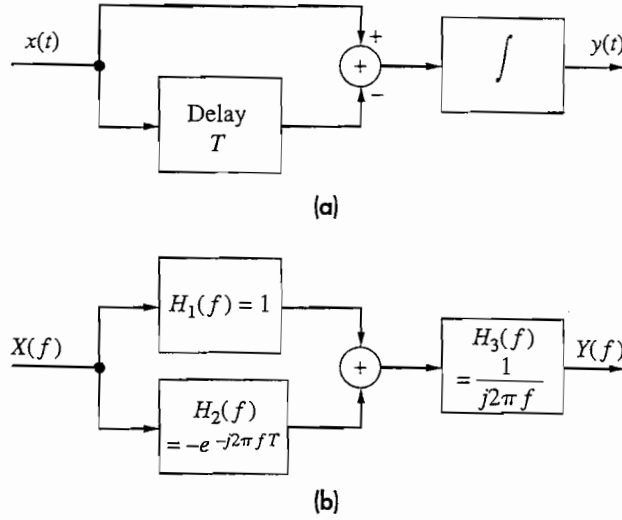 x(t)
+
+
−
∫
y(t)
Delay
T
(a)
H₁(f) = 1
X(f)
+
H₃(f)
= 1/(j2πf)
Y(f)
H₂(f)
= −e^{−j2πfT}
(b)